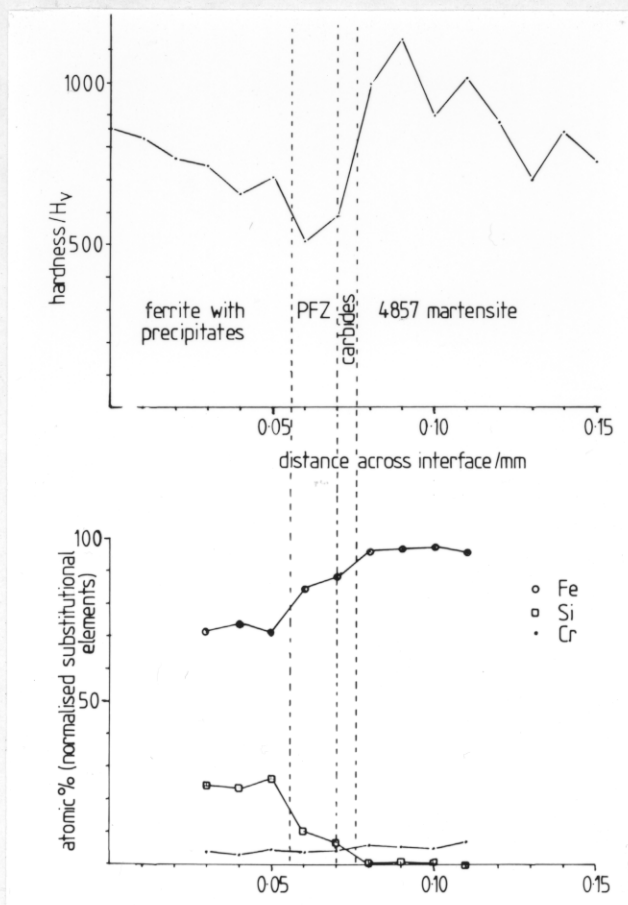 1000
500
hardness/Hv
ferrite with
precipitates
PFZ
carbides
4857 martensite
0·05
0·10
0·15
distance across interface/mm
100
50
atomic % (normalised substitutional
elements)
Fe
Si
Cr
0·05
0·10
0·15